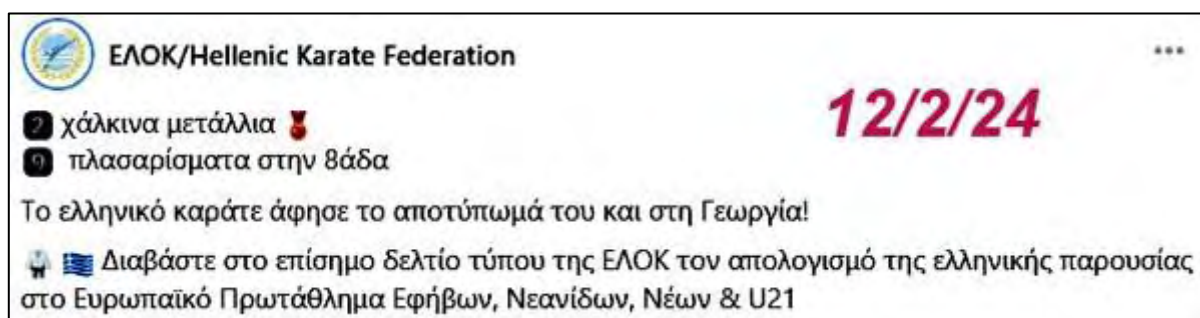 ΕΛΟΚ/Hellenic Karate Federation
12/2/24
2 χάλκινα μετάλλια
9 πλασαρίσματα στην 8άδα
Το ελληνικό καράτε άφησε το αποτύπωμά του και στη Γεωργία!
Διαβάστε στο επίσημο δελτίο τύπου της ΕΛΟΚ τον απολογισμό της ελληνικής παρουσίας
στο Ευρωπαϊκό Πρωτάθλημα Εφήβων, Νεανίδων, Νέων & U21